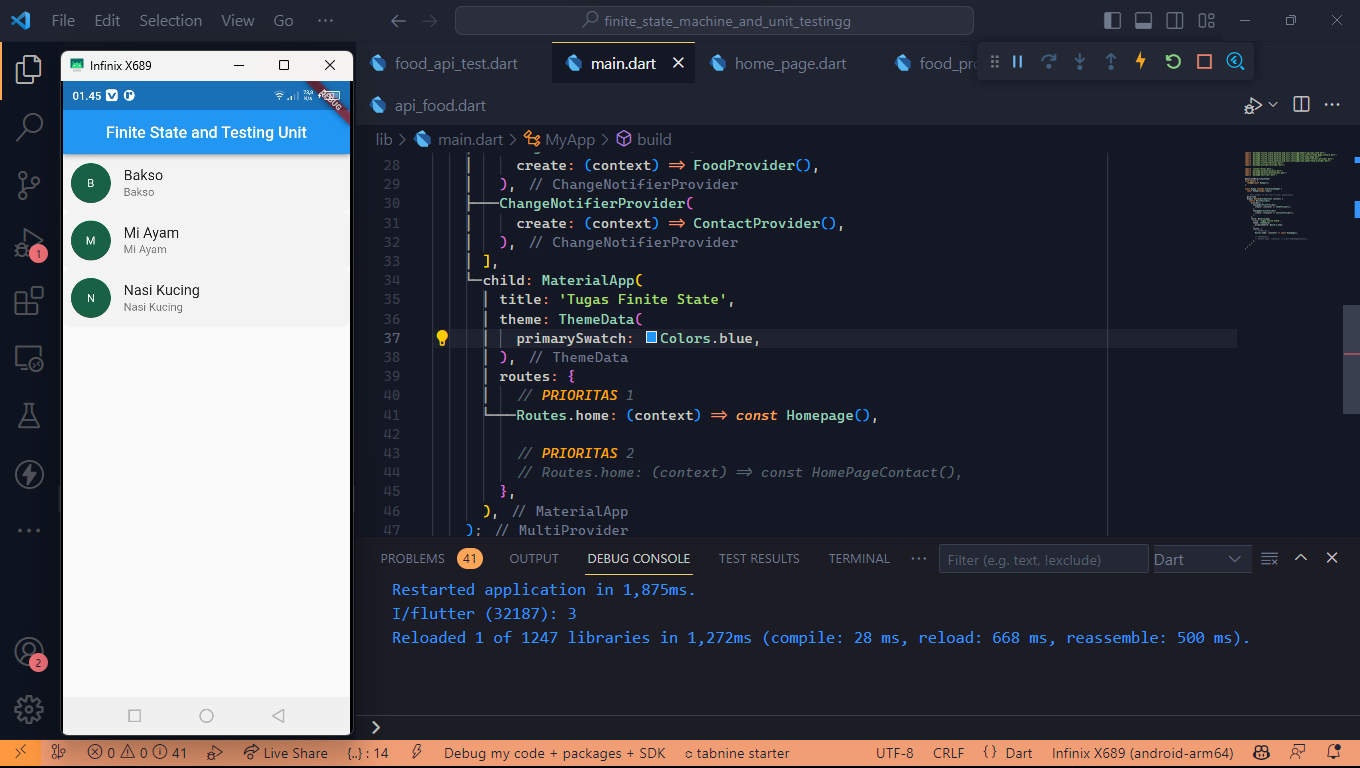 File Edit Selection View Go ···
finite_state_machine_and_unit_testingg
Infinix X689
01.45
DEBUG
Finite State and Testing Unit
B
Bakso
Bakso
M
Mi Ayam
Mi Ayam
N
Nasi Kucing
Nasi Kucing
1
2
food_api_test.dart
main.dart
home_page.dart
api_food.dart
lib > main.dart > MyApp > build
28 create: (context) => FoodProvider(),
29 ), // ChangeNotifierProvider
30 ChangeNotifierProvider(
31 create: (context) => ContactProvider(),
32 ), // ChangeNotifierProvider
33 ],
34 child: MaterialApp(
35 title: 'Tugas Finite State',
36 theme: ThemeData(
37 primarySwatch: Colors.blue,
38 ), // ThemeData
39 routes: {
40 // PRIORITAS 1
41 Routes.home: (context) => const Homepage(),
42
43 // PRIORITAS 2
44 // Routes.home: (context) => const HomePageContact(),
45 },
46 ), // MaterialApp
47 ); // MultiProvider
PROBLEMS 41 OUTPUT DEBUG CONSOLE TEST RESULTS TERMINAL ··· Filter (e.g. text, !exclude) Dart
Restarted application in 1,875ms.
I/flutter (32187): 3
Reloaded 1 of 1247 libraries in 1,272ms (compile: 28 ms, reload: 668 ms, reassemble: 500 ms).
>
0 0 41 Live Share {..} : 14 Debug my code + packages + SDK tabnine starter UTF-8 CRLF {} Dart Infinix X689 (android-arm64)